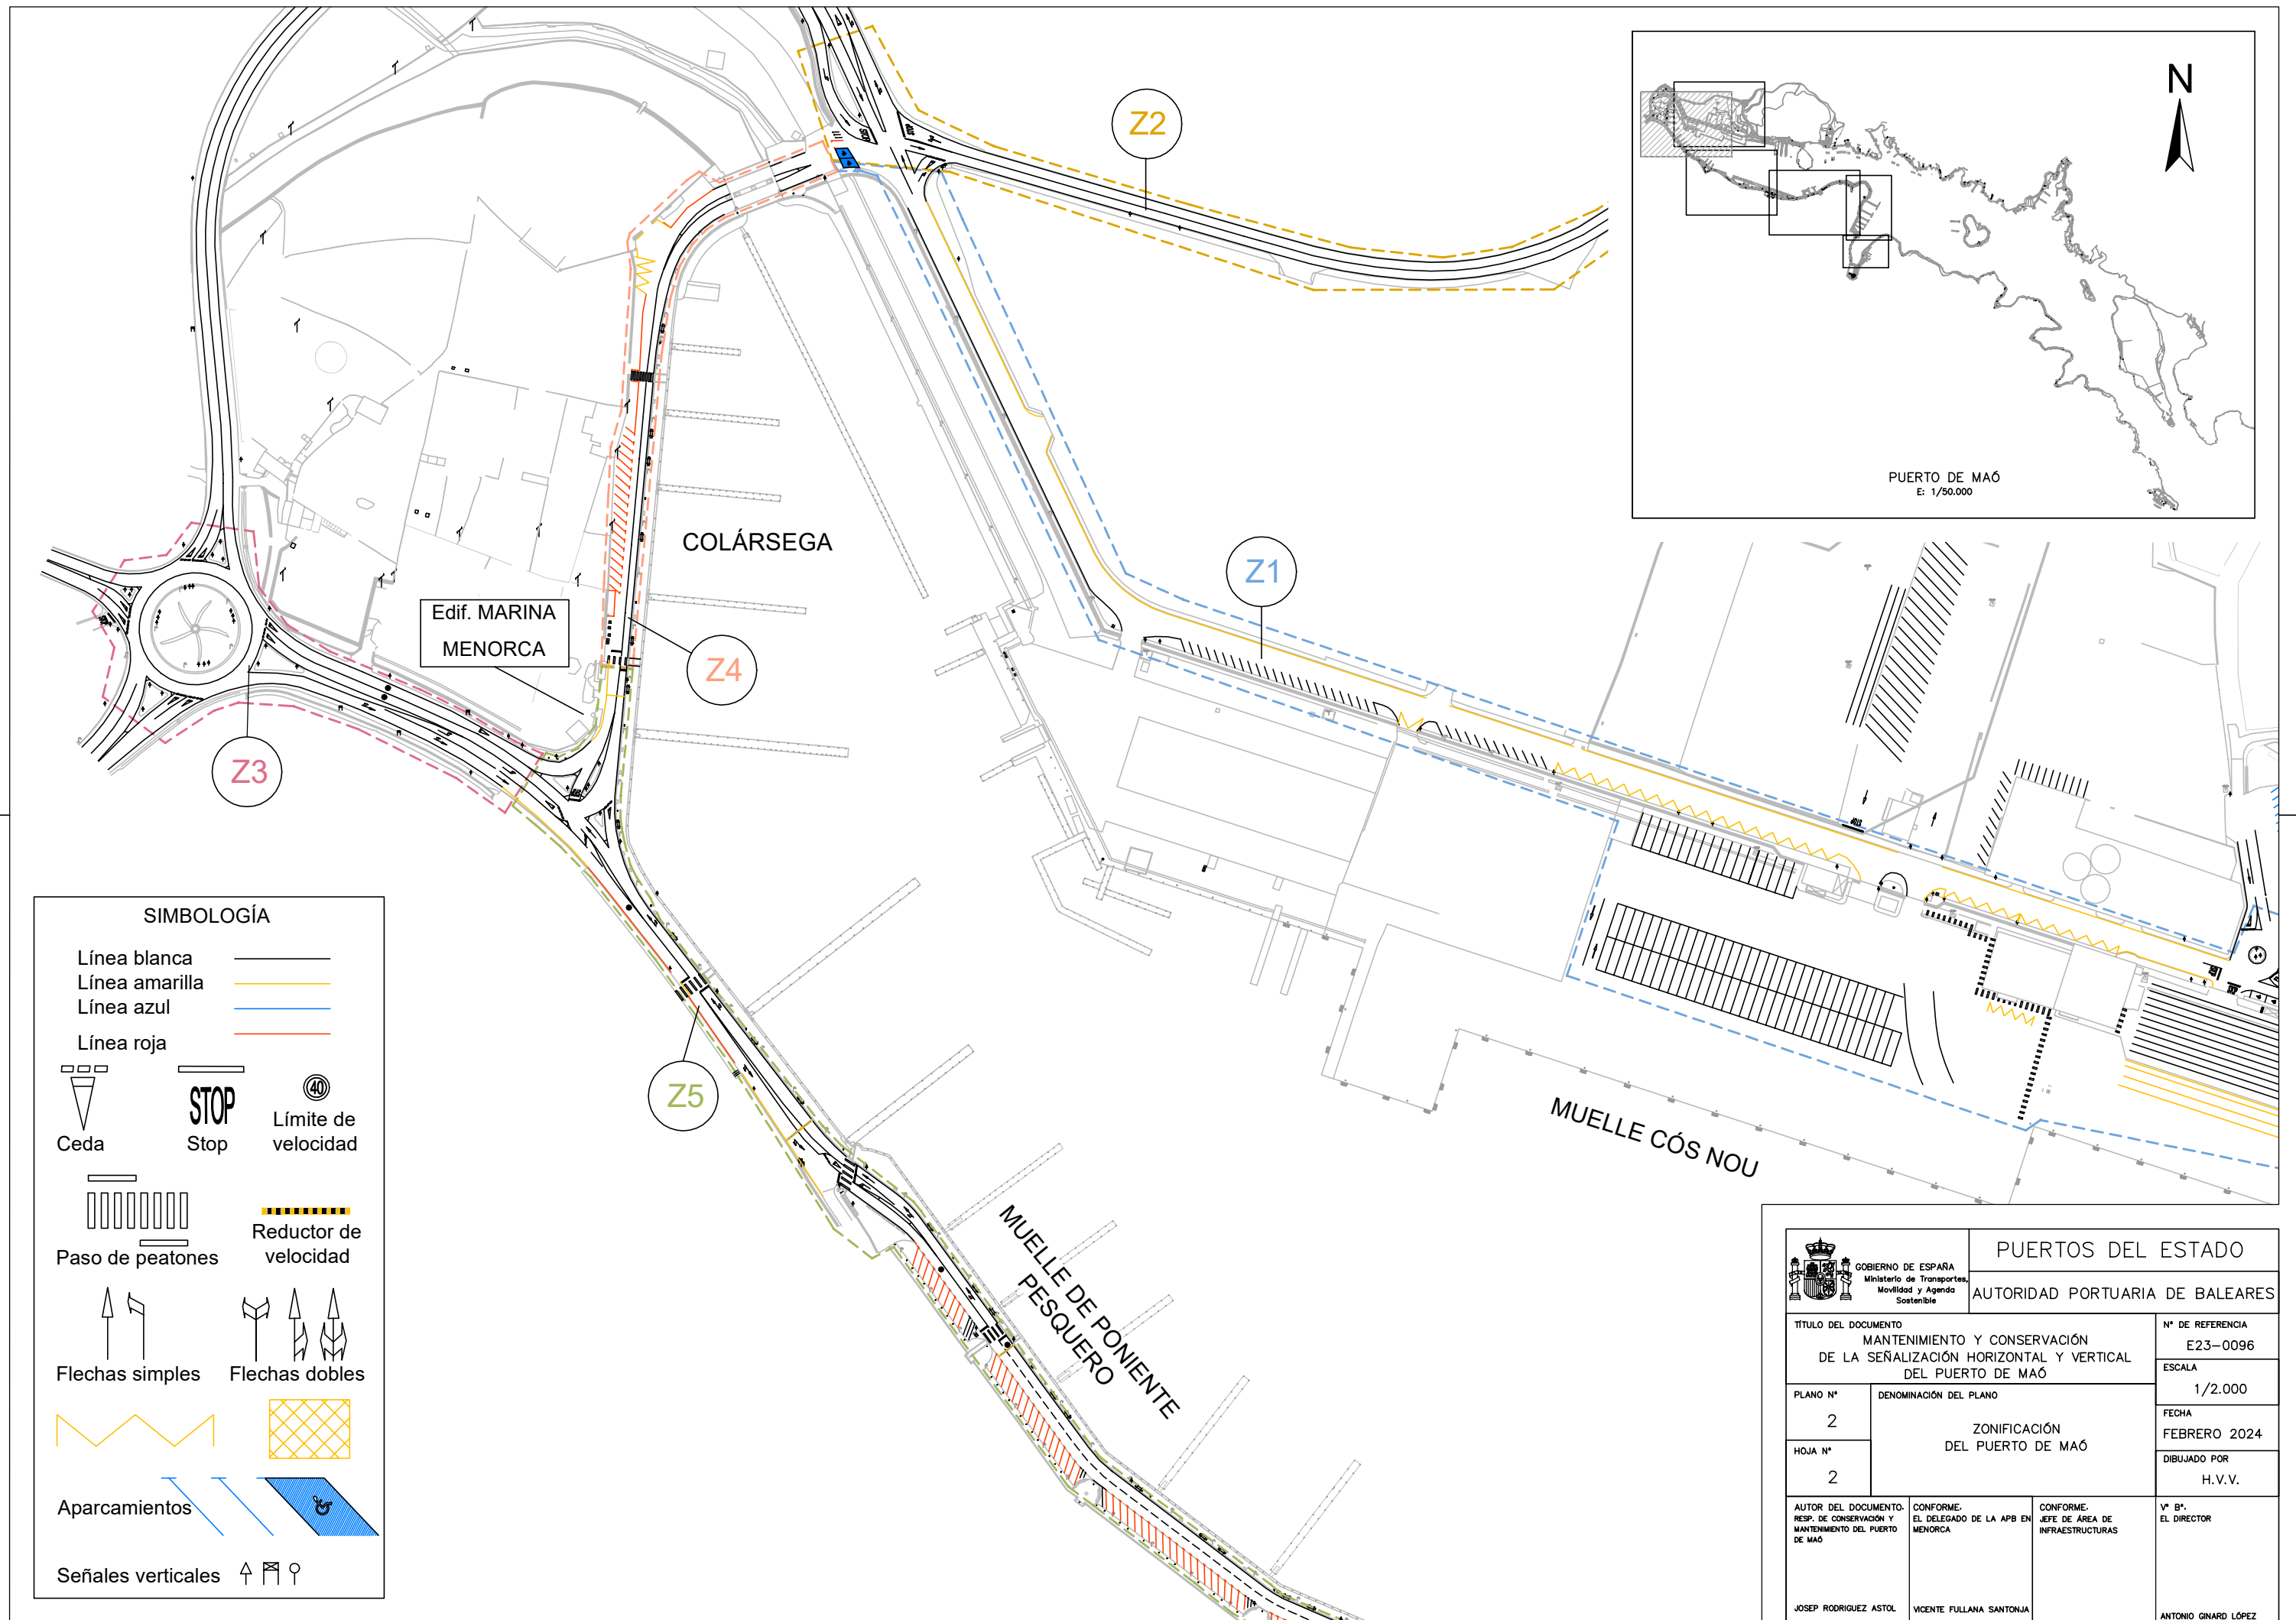 Z2
N
PUERTO DE MAÓ
E: 1/50.000
COLÁRSEGA
Z1
Edif. MARINA
MENORCA
Z4
Z3
Z5
MUELLE CÓS NOU
MUELLE DE PONIENTE
PESQUERO
SIMBOLOGÍA
Línea blanca
Línea amarilla
Línea azul
Línea roja
STOP
40
Ceda
Stop
Límite de
velocidad
Paso de peatones
Reductor de
velocidad
Flechas simples
Flechas dobles
Aparcamientos
Señales verticales
GOBIERNO DE ESPAÑA
Ministerio de Transportes,
Movilidad y Agenda
Sostenible
PUERTOS DEL ESTADO
AUTORIDAD PORTUARIA DE BALEARES
TÍTULO DEL DOCUMENTO
MANTENIMIENTO Y CONSERVACIÓN
DE LA SEÑALIZACIÓN HORIZONTAL Y VERTICAL
DEL PUERTO DE MAÓ
Nº DE REFERENCIA
E23-0096
ESCALA
1/2.000
PLANO Nº
2
DENOMINACIÓN DEL PLANO
ZONIFICACIÓN
DEL PUERTO DE MAÓ
FECHA
FEBRERO 2024
HOJA Nº
2
DIBUJADO POR
H.V.V.
AUTOR DEL DOCUMENTO.
RESP. DE CONSERVACIÓN Y
MANTENIMIENTO DEL PUERTO
DE MAÓ
JOSEP RODRIGUEZ ASTOL
CONFORME.
EL DELEGADO DE LA APB EN
MENORCA
VICENTE FULLANA SANTONJA
CONFORME.
JEFE DE ÁREA DE
INFRAESTRUCTURAS
Vº Bº.
EL DIRECTOR
ANTONIO GINARD LÓPEZ